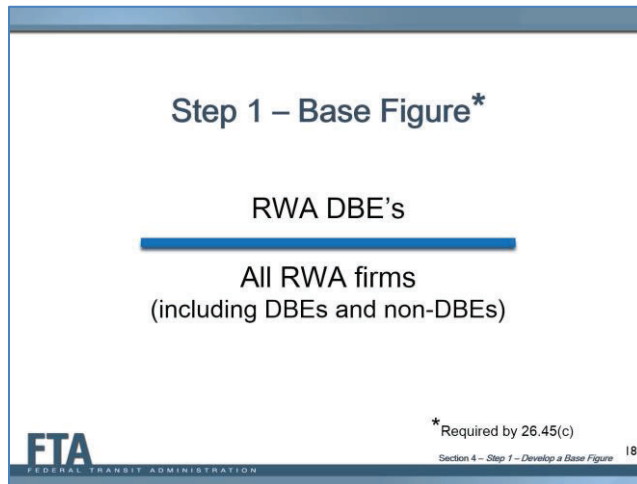 Step 1 – Base Figure*
RWA DBE's
All RWA firms
(including DBEs and non-DBEs)
*Required by 26.45(c)
Section 4 – Step 1 – Develop a Base Figure 18
FTA
FEDERAL TRANSIT ADMINISTRATION